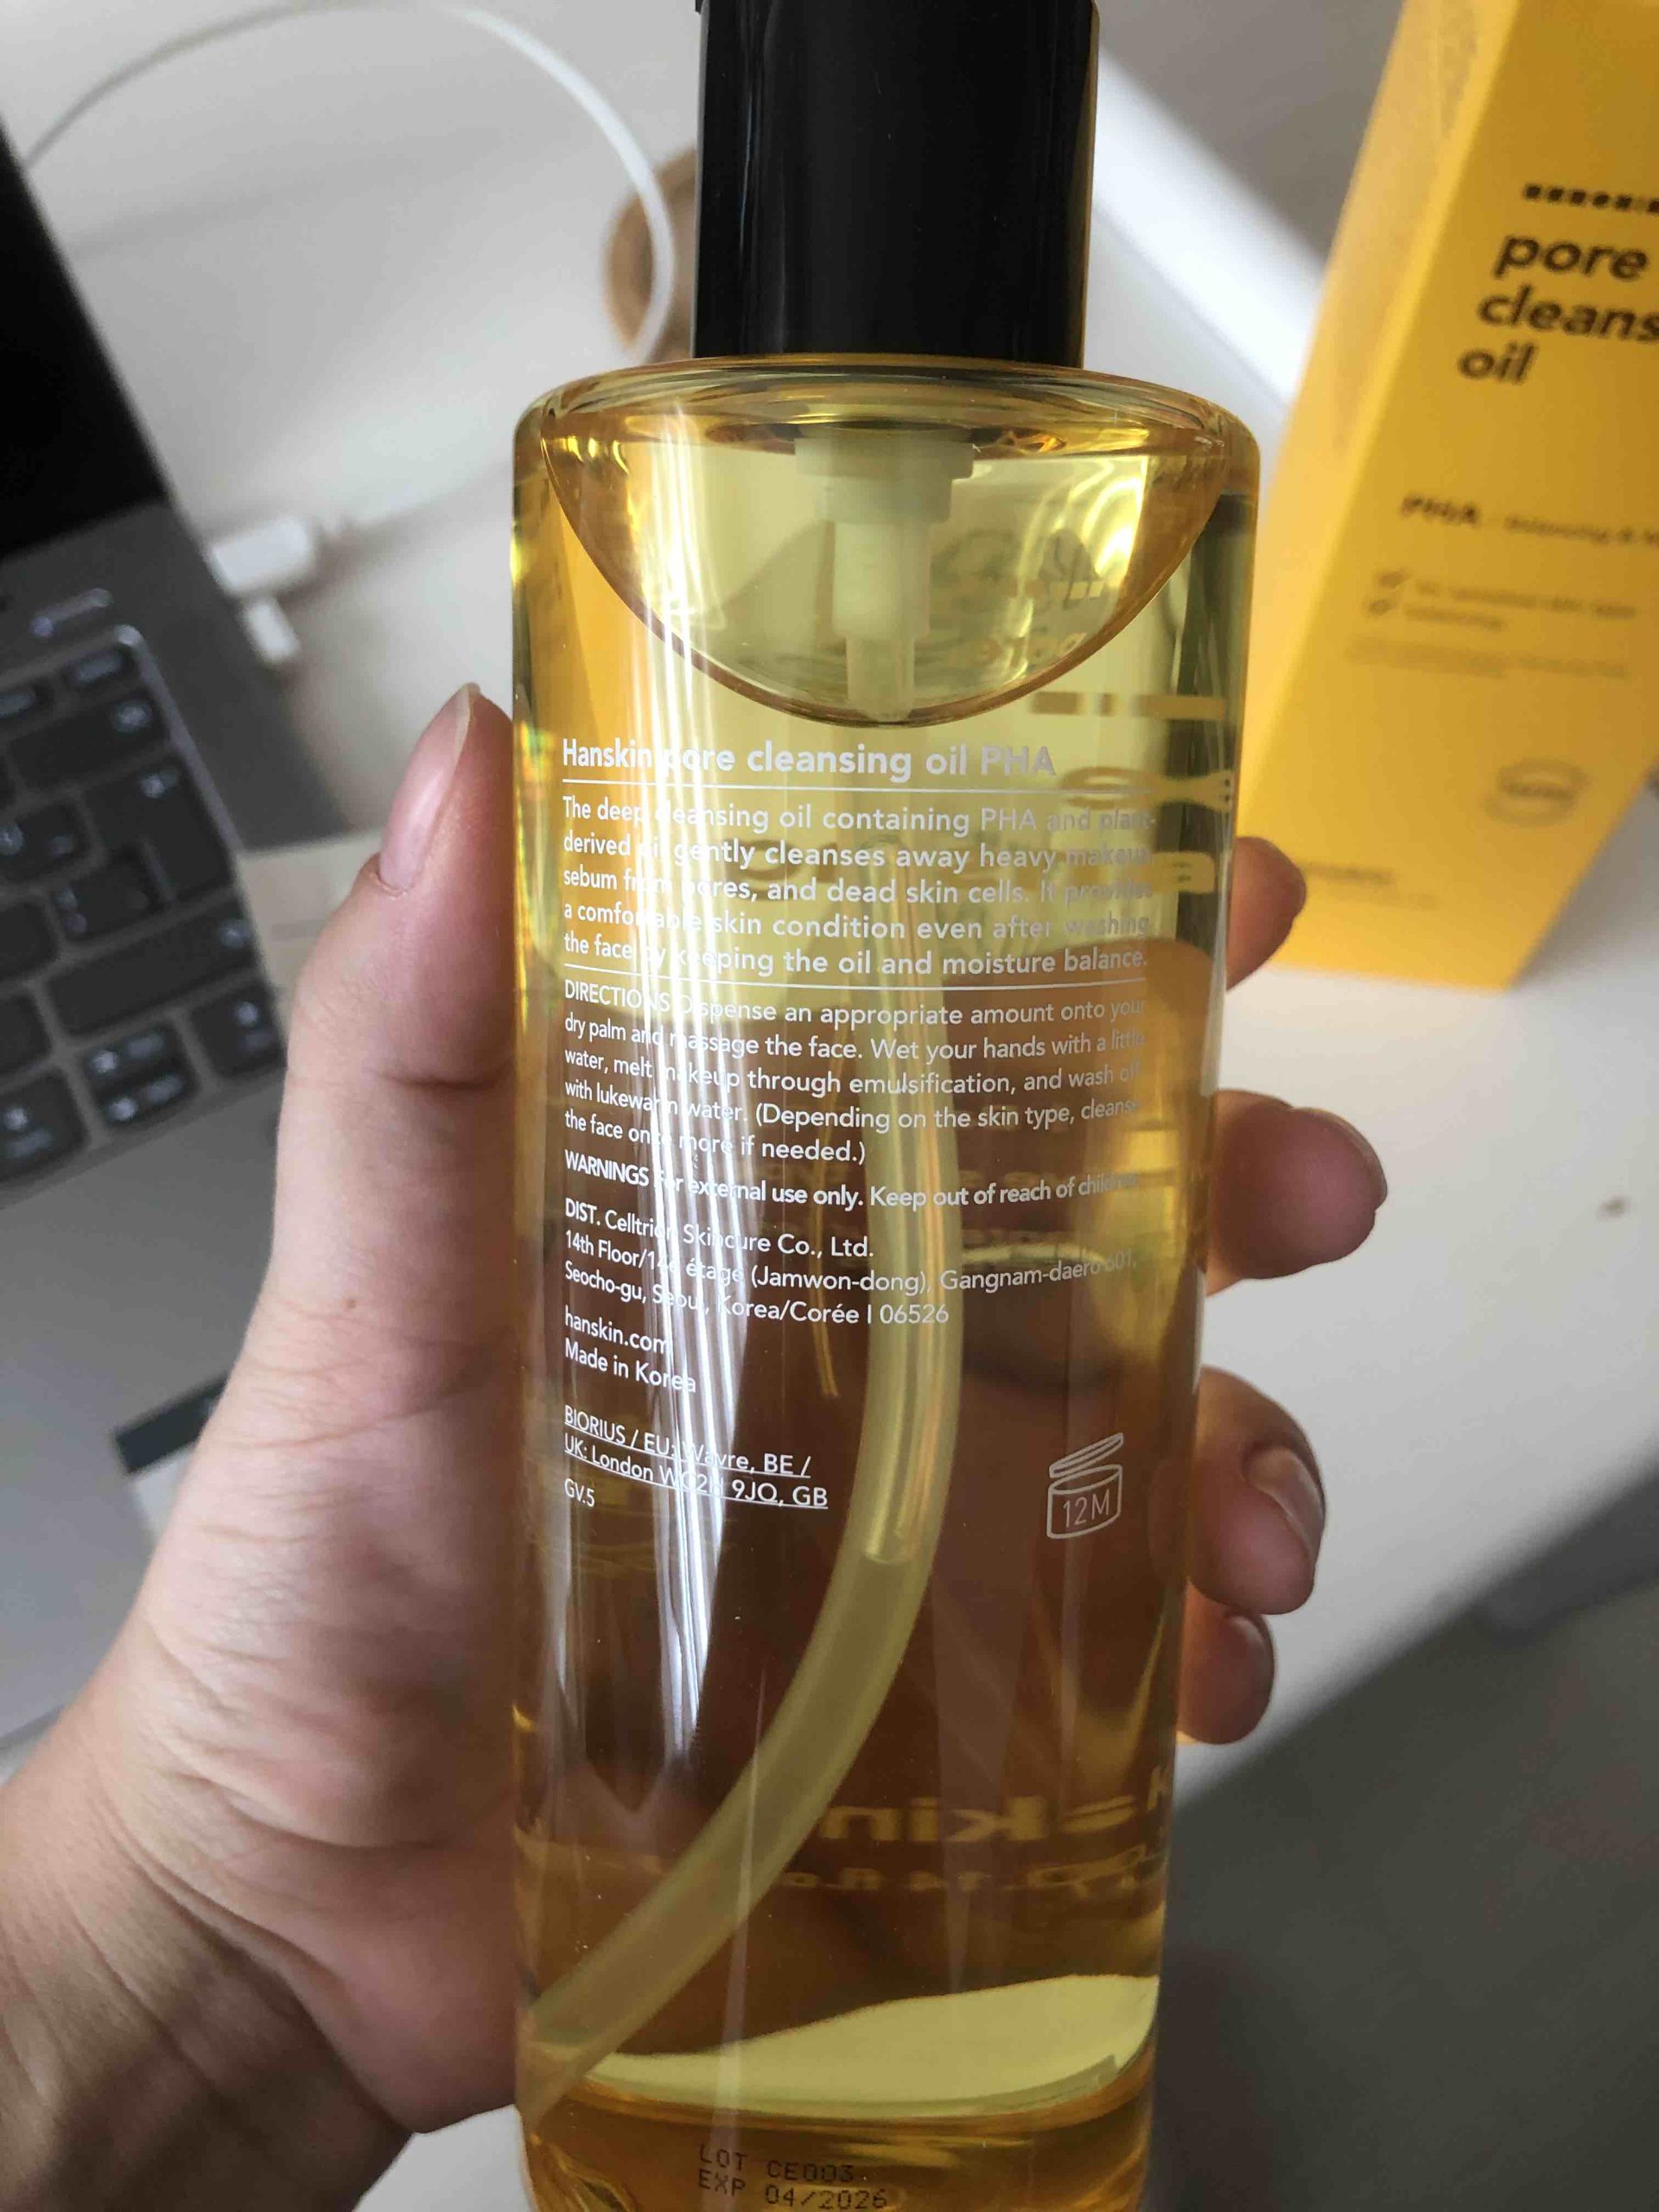 pore
cleans
oil
PHA
Hanskin pore cleansing oil PHA
The deep cleansing oil containing PHA and plant-
derived oil gently cleanses away heavy makeup,
sebum from pores, and dead skin cells. It provides
a comfortable skin condition even after washing
the face by keeping the oil and moisture balance.
DIRECTIONS Dispense an appropriate amount onto your
dry palm and massage the face. Wet your hands with a little
water, melt makeup through emulsification, and wash off
with lukewarm water. (Depending on the skin type, cleanse
the face once more if needed.)
WARNINGS For external use only. Keep out of reach of children.
DIST. Celltrion Skincure Co., Ltd.
14th Floor/14e étage (Jamwon-dong), Gangnam-daero 601,
Seocho-gu, Seoul, Korea/Corée I 06526
hanskin.com
Made in Korea
BIORIUS / EU: Wavre, BE /
UK: London WC2H 9JQ, GB
GV.5
12M
LOT CE003
EXP 04/2026